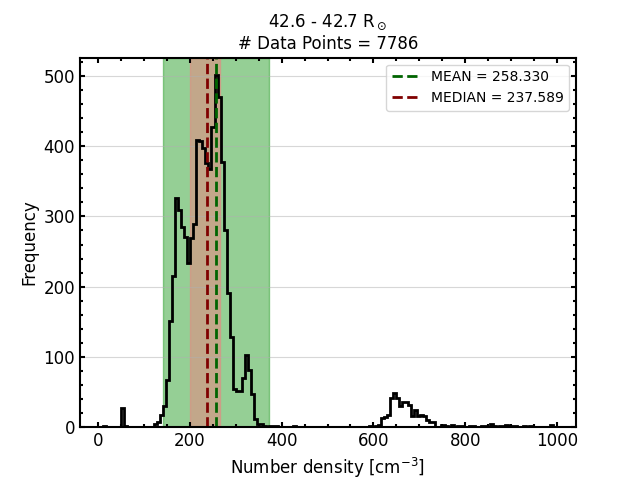 42.6 - 42.7 R⊙
# Data Points = 7786
MEAN = 258.330
MEDIAN = 237.589
Frequency
500
400
300
200
100
0
0 200 400 600 800 1000
Number density [cm⁻³]